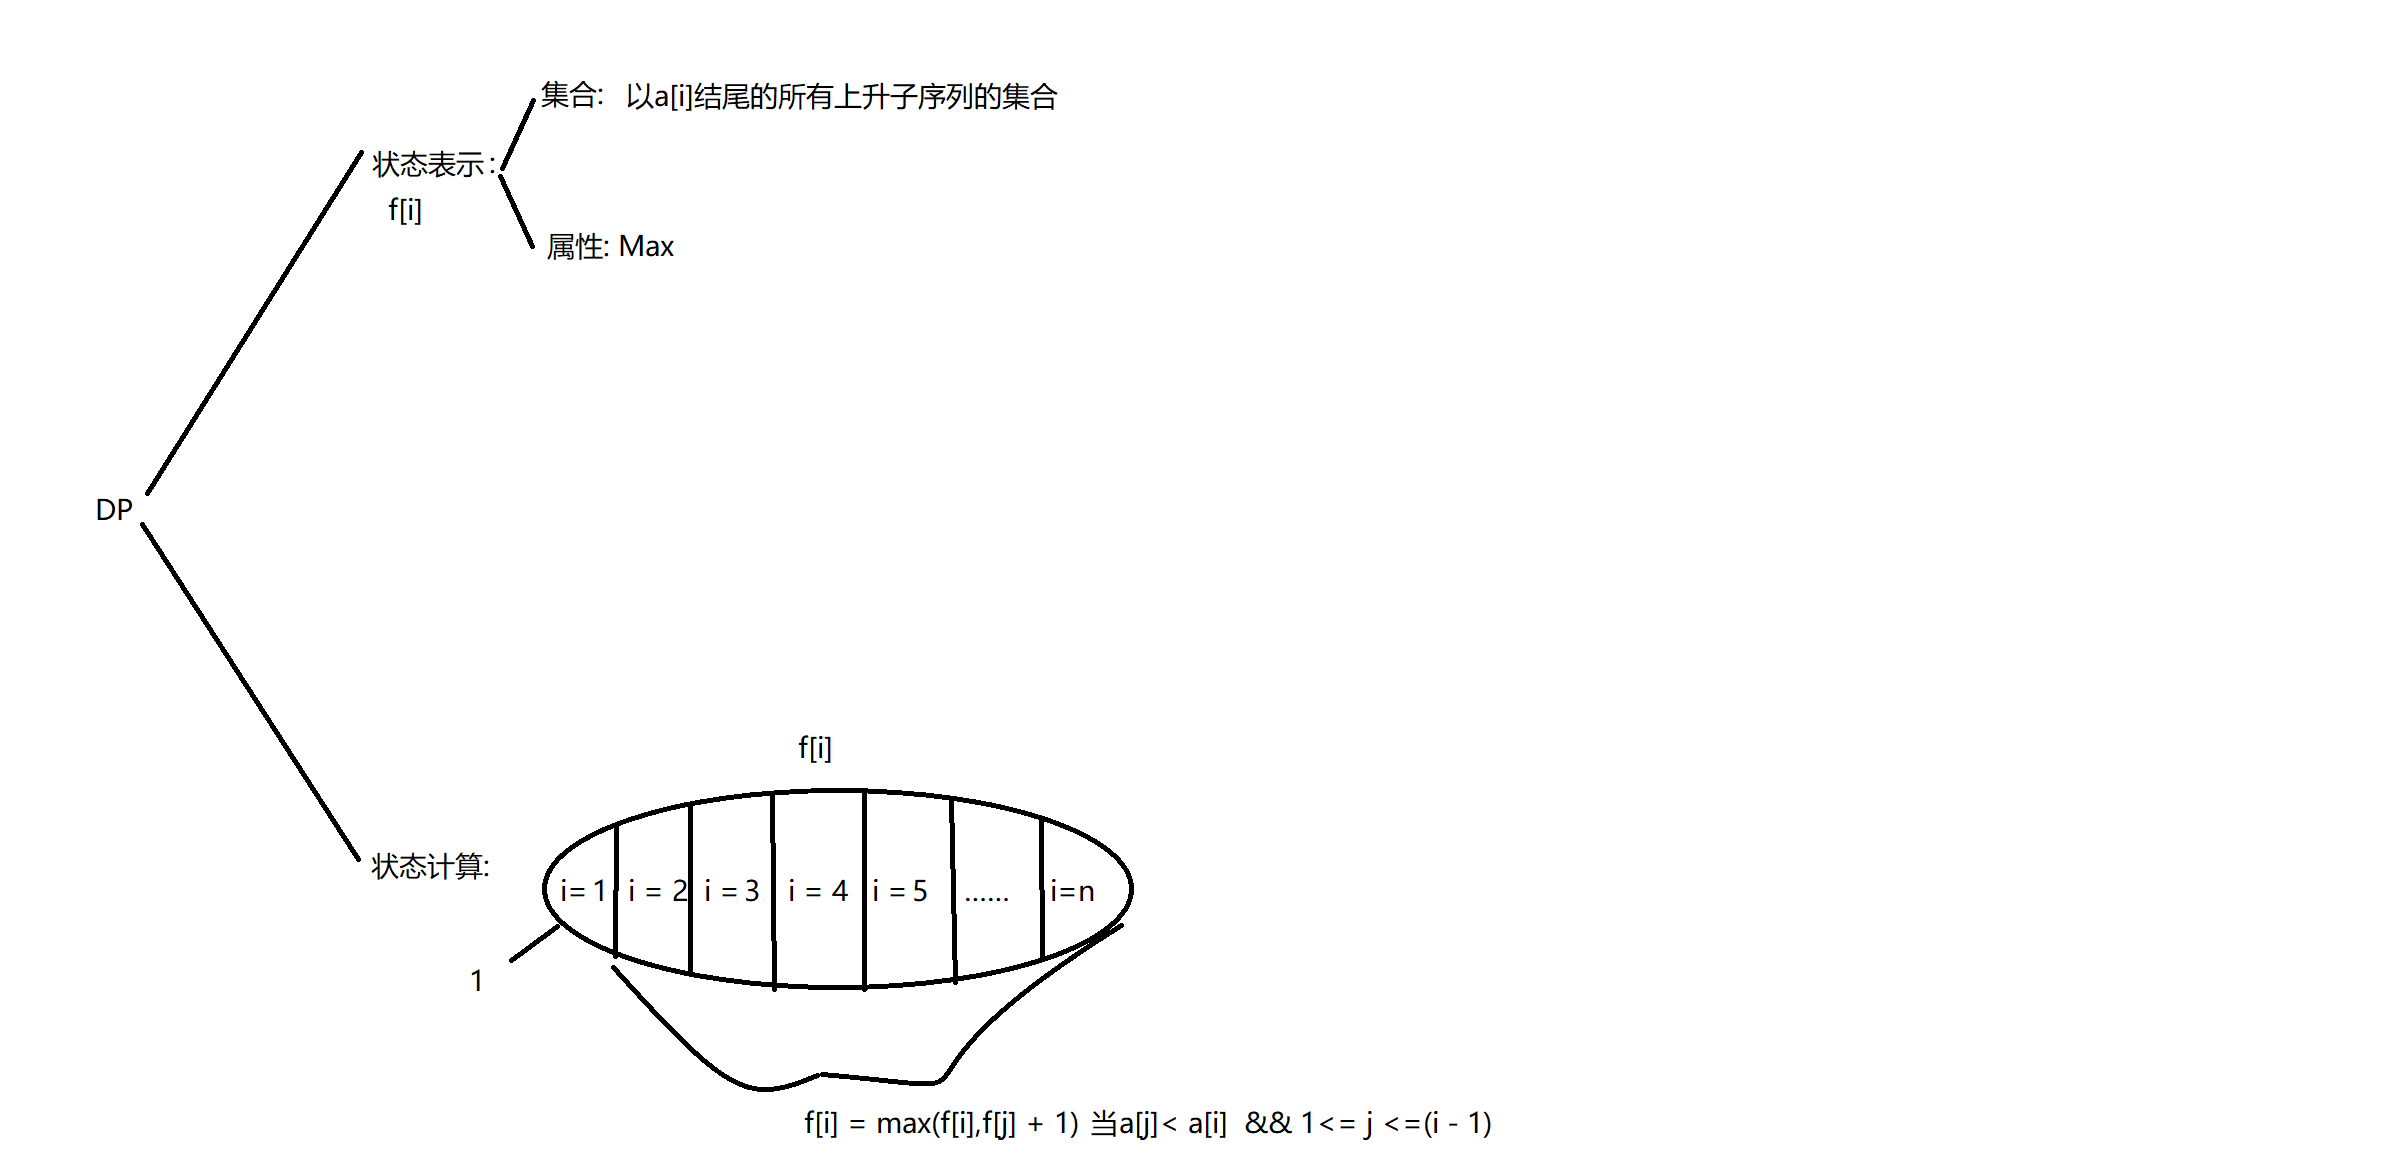 集合: 以a[i]结尾的所有上升子序列的集合
状态表示:
f[i]
属性: Max
DP
f[i]
状态计算:
i= 1 i = 2 i = 3 i = 4 i = 5 ...... i=n
1
f[i] = max(f[i],f[j] + 1) 当a[j]< a[i] && 1<= j <=(i - 1)